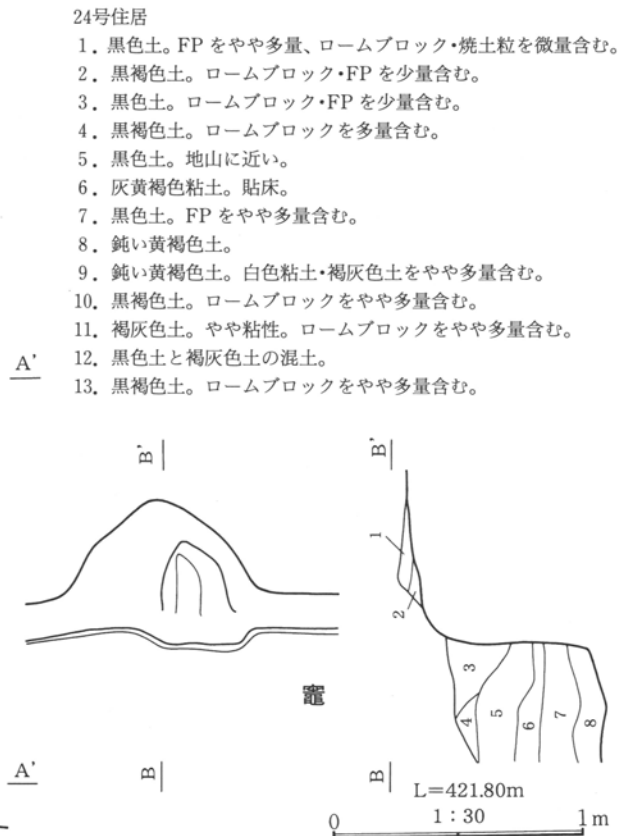 24号住居
1．黒色土。FPをやや多量、ロームブロック・焼土粒を微量含む。
2．黒褐色土。ロームブロック・FPを少量含む。
3．黒色土。ロームブロック・FPを少量含む。
4．黒褐色土。ロームブロックを多量含む。
5．黒色土。地山に近い。
6．灰黄褐色粘土。貼床。
7．黒色土。FPをやや多量含む。
8．鈍い黄褐色土。
9．鈍い黄褐色土。白色粘土・褐灰色土をやや多量含む。
10．黒褐色土。ロームブロックをやや多量含む。
11．褐灰色土。やや粘性。ロームブロックをやや多量含む。
12．黒色土と褐灰色土の混土。
13．黒褐色土。ロームブロックをやや多量含む。
A'
B'
B'
1
2
3
4
5
6
7
8
竈
A'
B
B
L=421.80m
1：30
0
1m